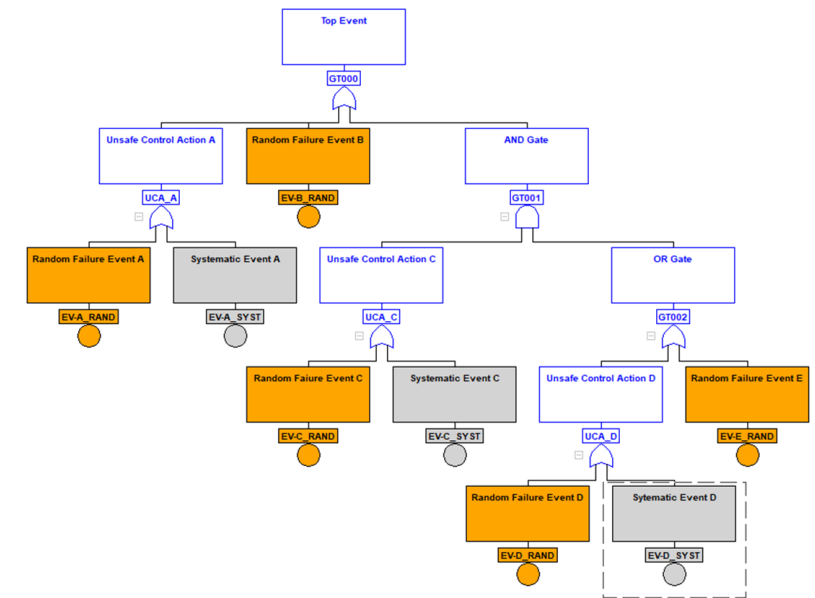 Top Event
GT000
Unsafe Control Action A
Random Failure Event B
AND Gate
UCA_A
EV-B_RAND
GT001
Random Failure Event A
Systematic Event A
Unsafe Control Action C
OR Gate
EV-A_RAND
EV-A_SYST
UCA_C
GT002
Random Faiure Event C
Systematic Event C
Unsafe Control Action D
Random Failure Event E
EV-C_RAND
EV-C_SYST
UCA_D
EV-E_RAND
Random Failure Event D
Sytematic Event D
EV-D_RAND
EV-D_SYST